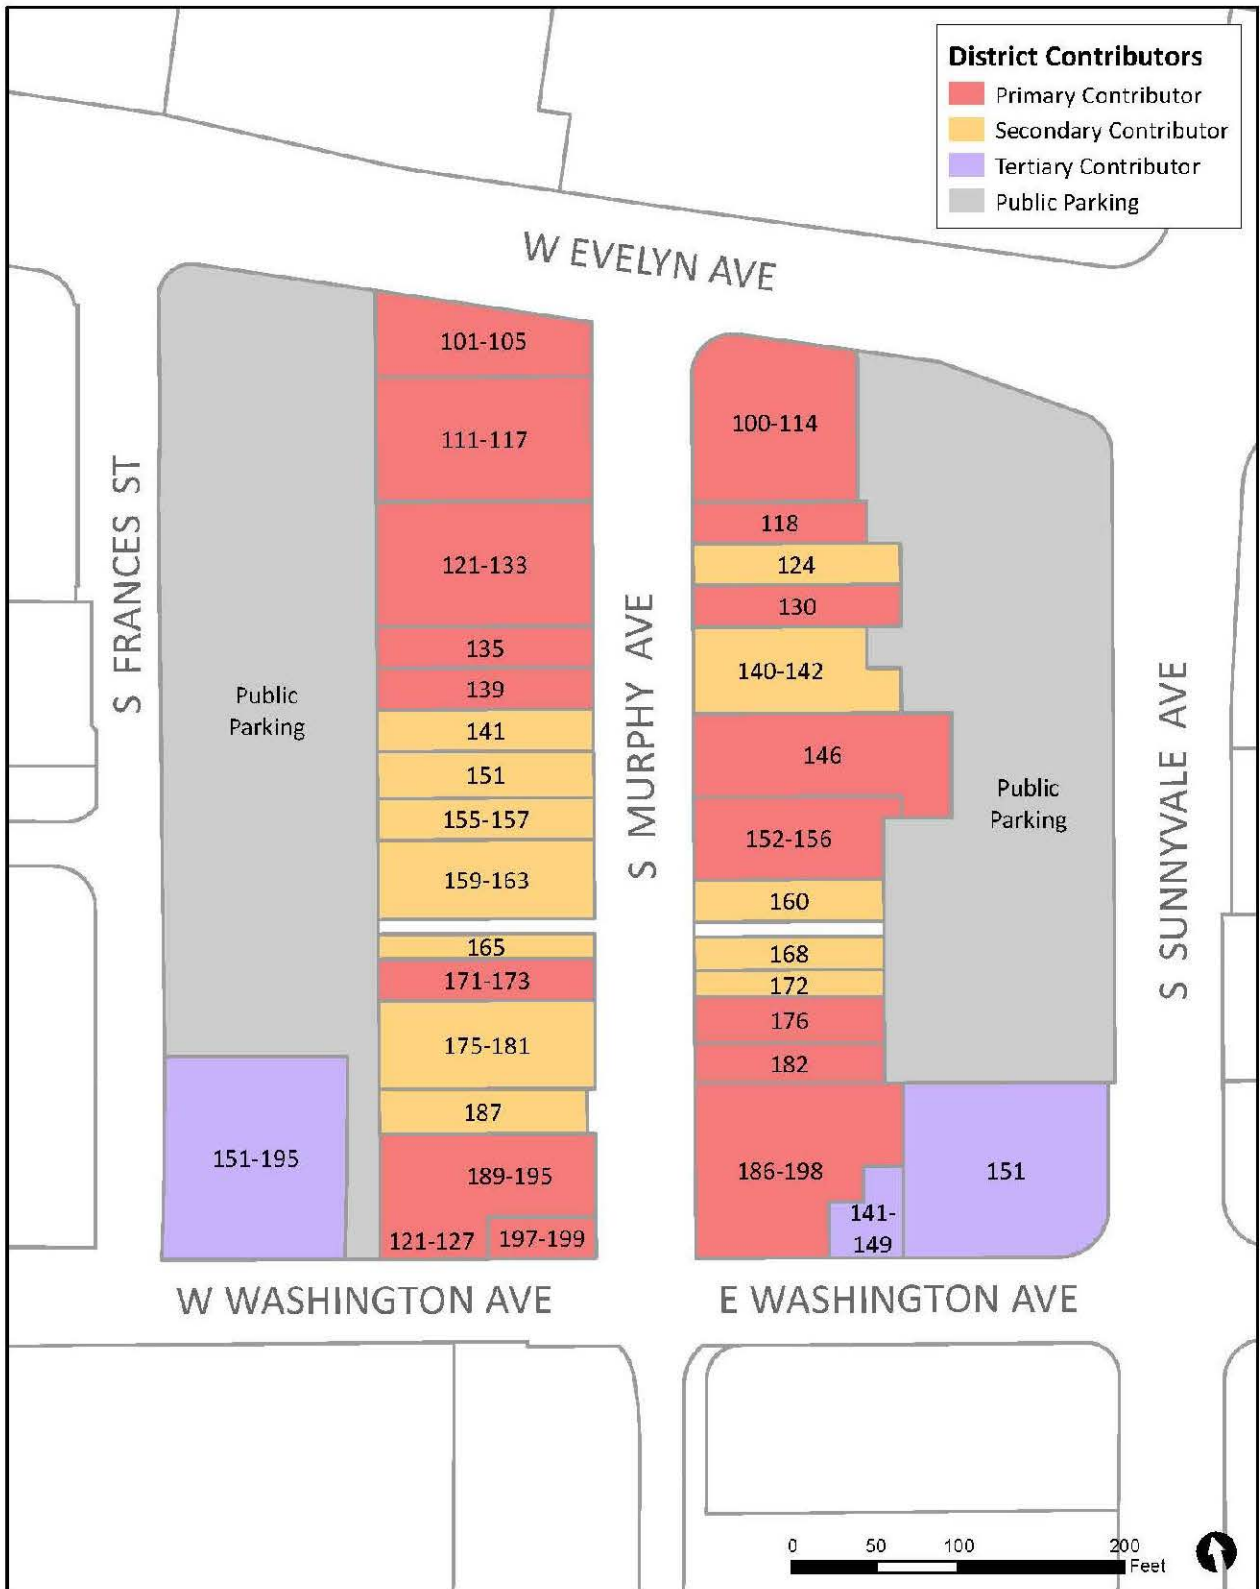 District Contributors
Primary Contributor
Secondary Contributor
Tertiary Contributor
Public Parking
W EVELYN AVE
S FRANCES ST
S MURPHY AVE
S SUNNYVALE AVE
Public
Parking
101-105
111-117
121-133
135
139
141
151
155-157
159-163
165
171-173
175-181
187
189-195
121-127
197-199
151-195
100-114
118
124
130
140-142
146
152-156
160
168
172
176
182
186-198
141-
149
151
Public
Parking
W WASHINGTON AVE
E WASHINGTON AVE
0 50 100 200
Feet